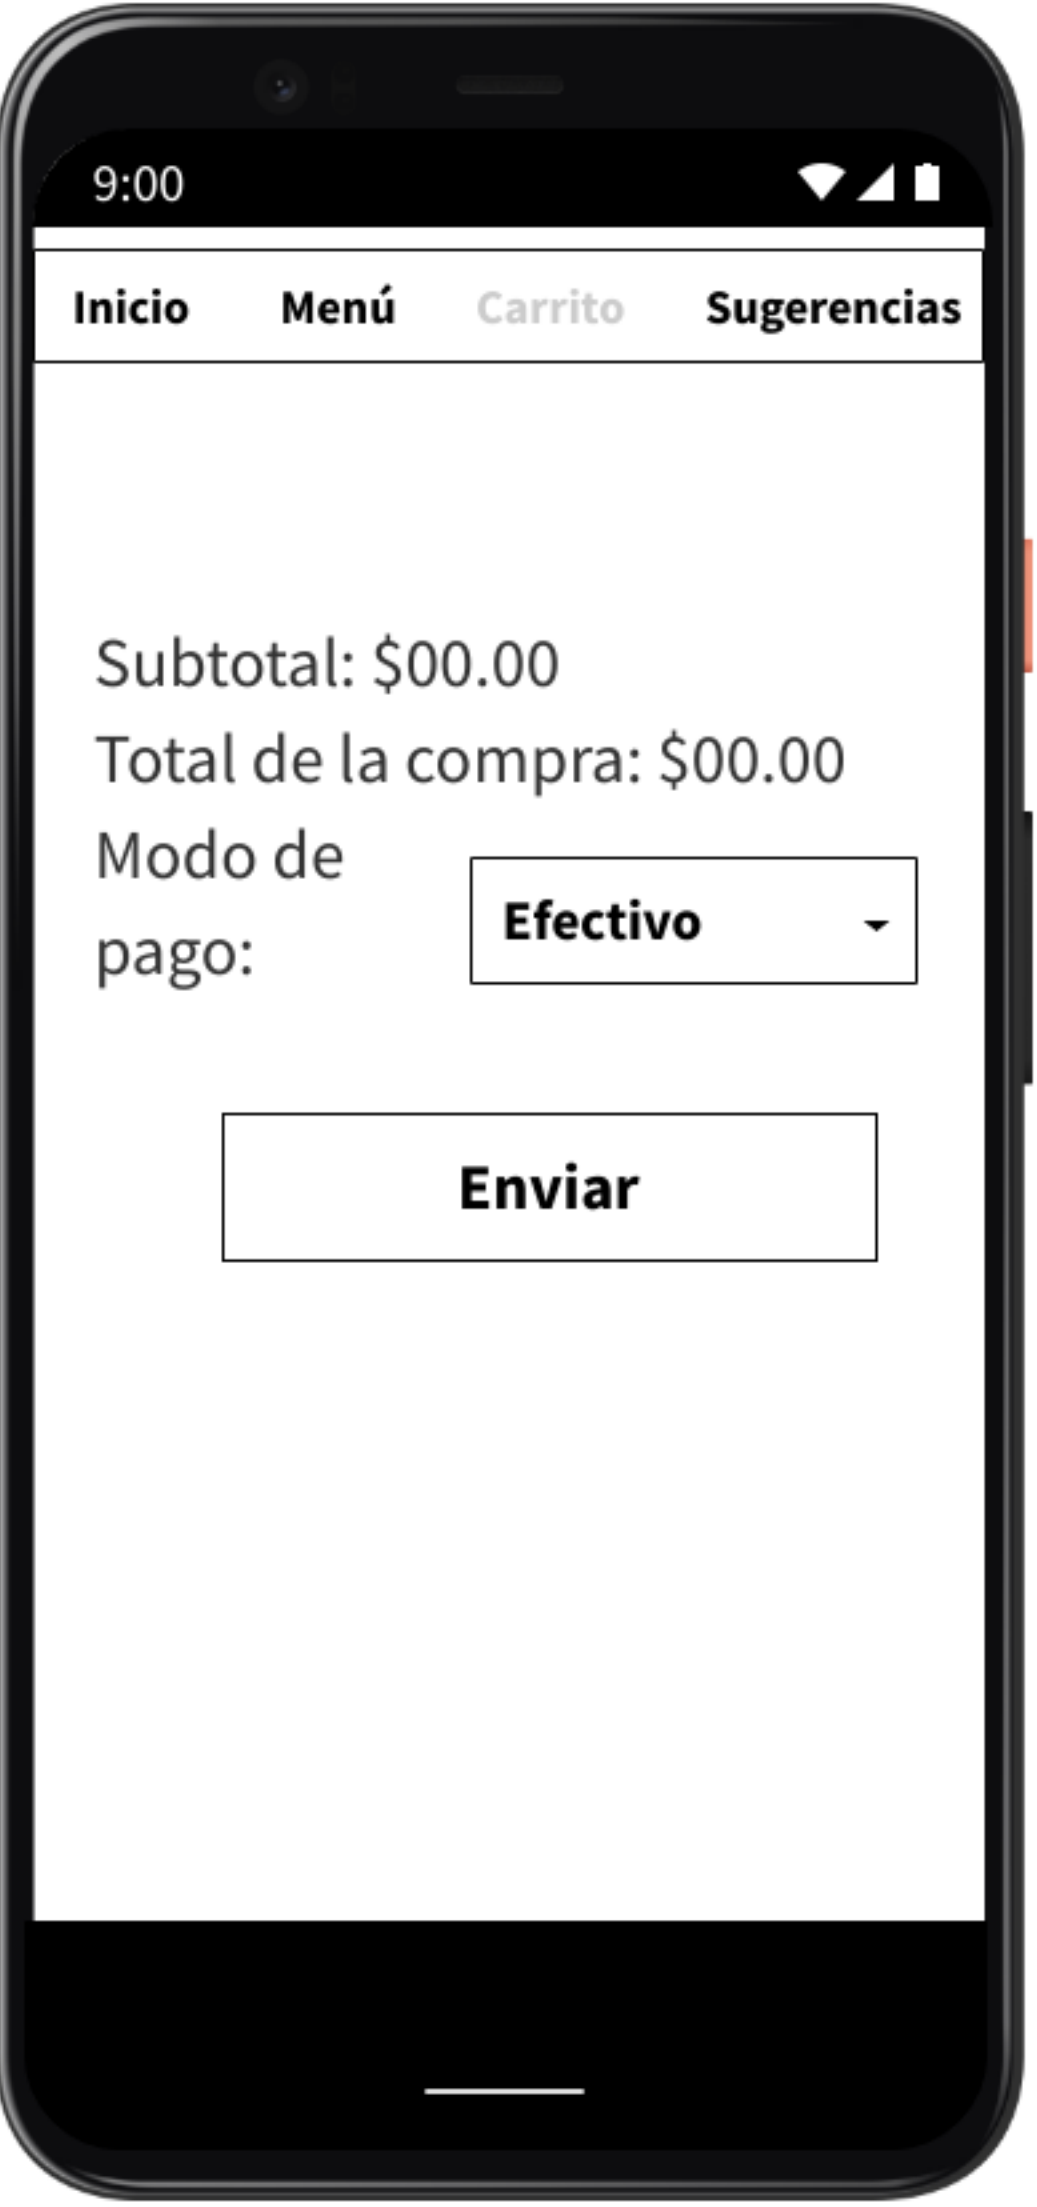 9:00
Inicio Menú Carrito Sugerencias
Subtotal: $00.00
Total de la compra: $00.00
Modo de
pago:
Efectivo
Enviar